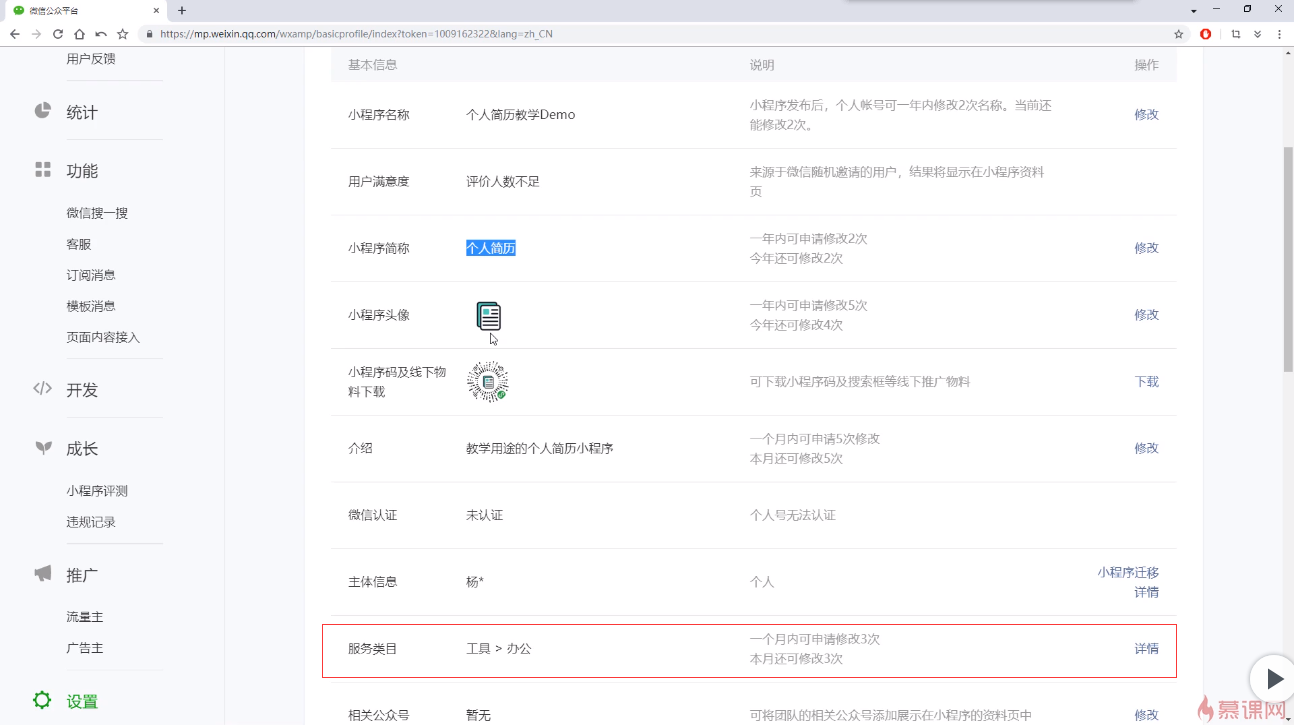 微信公众平台
https://mp.weixin.qq.com/wxamp/basicprofile/index?token=1009162322&lang=zh_CN
用户反馈
统计
功能
微信搜一搜
客服
订阅消息
模板消息
页面内容接入
开发
成长
小程序评测
违规记录
推广
流量主
广告主
设置
基本信息 说明 操作
小程序名称 个人简历教学Demo 小程序发布后，个人帐号可一年内修改2次名称。当前还 修改
能修改2次。
用户满意度 评价人数不足 来源于微信随机邀请的用户，结果将显示在小程序资料
页
小程序简称 个人简历 一年内可申请修改2次 修改
今年还可修改2次
小程序头像 一年内可申请修改5次 修改
今年还可修改4次
小程序码及线下物 可下载小程序码及搜索框等线下推广物料 下载
料下载
介绍 教学用途的个人简历小程序 一个月内可申请5次修改 修改
本月还可修改5次
微信认证 未认证 个人号无法认证
主体信息 杨* 个人 小程序迁移
详情
服务类目 工具 > 办公 一个月内可申请修改3次 详情
本月还可修改3次
相关公众号 暂无 可将团队的相关公众号添加展示在小程序的资料页中 修改
慕课网